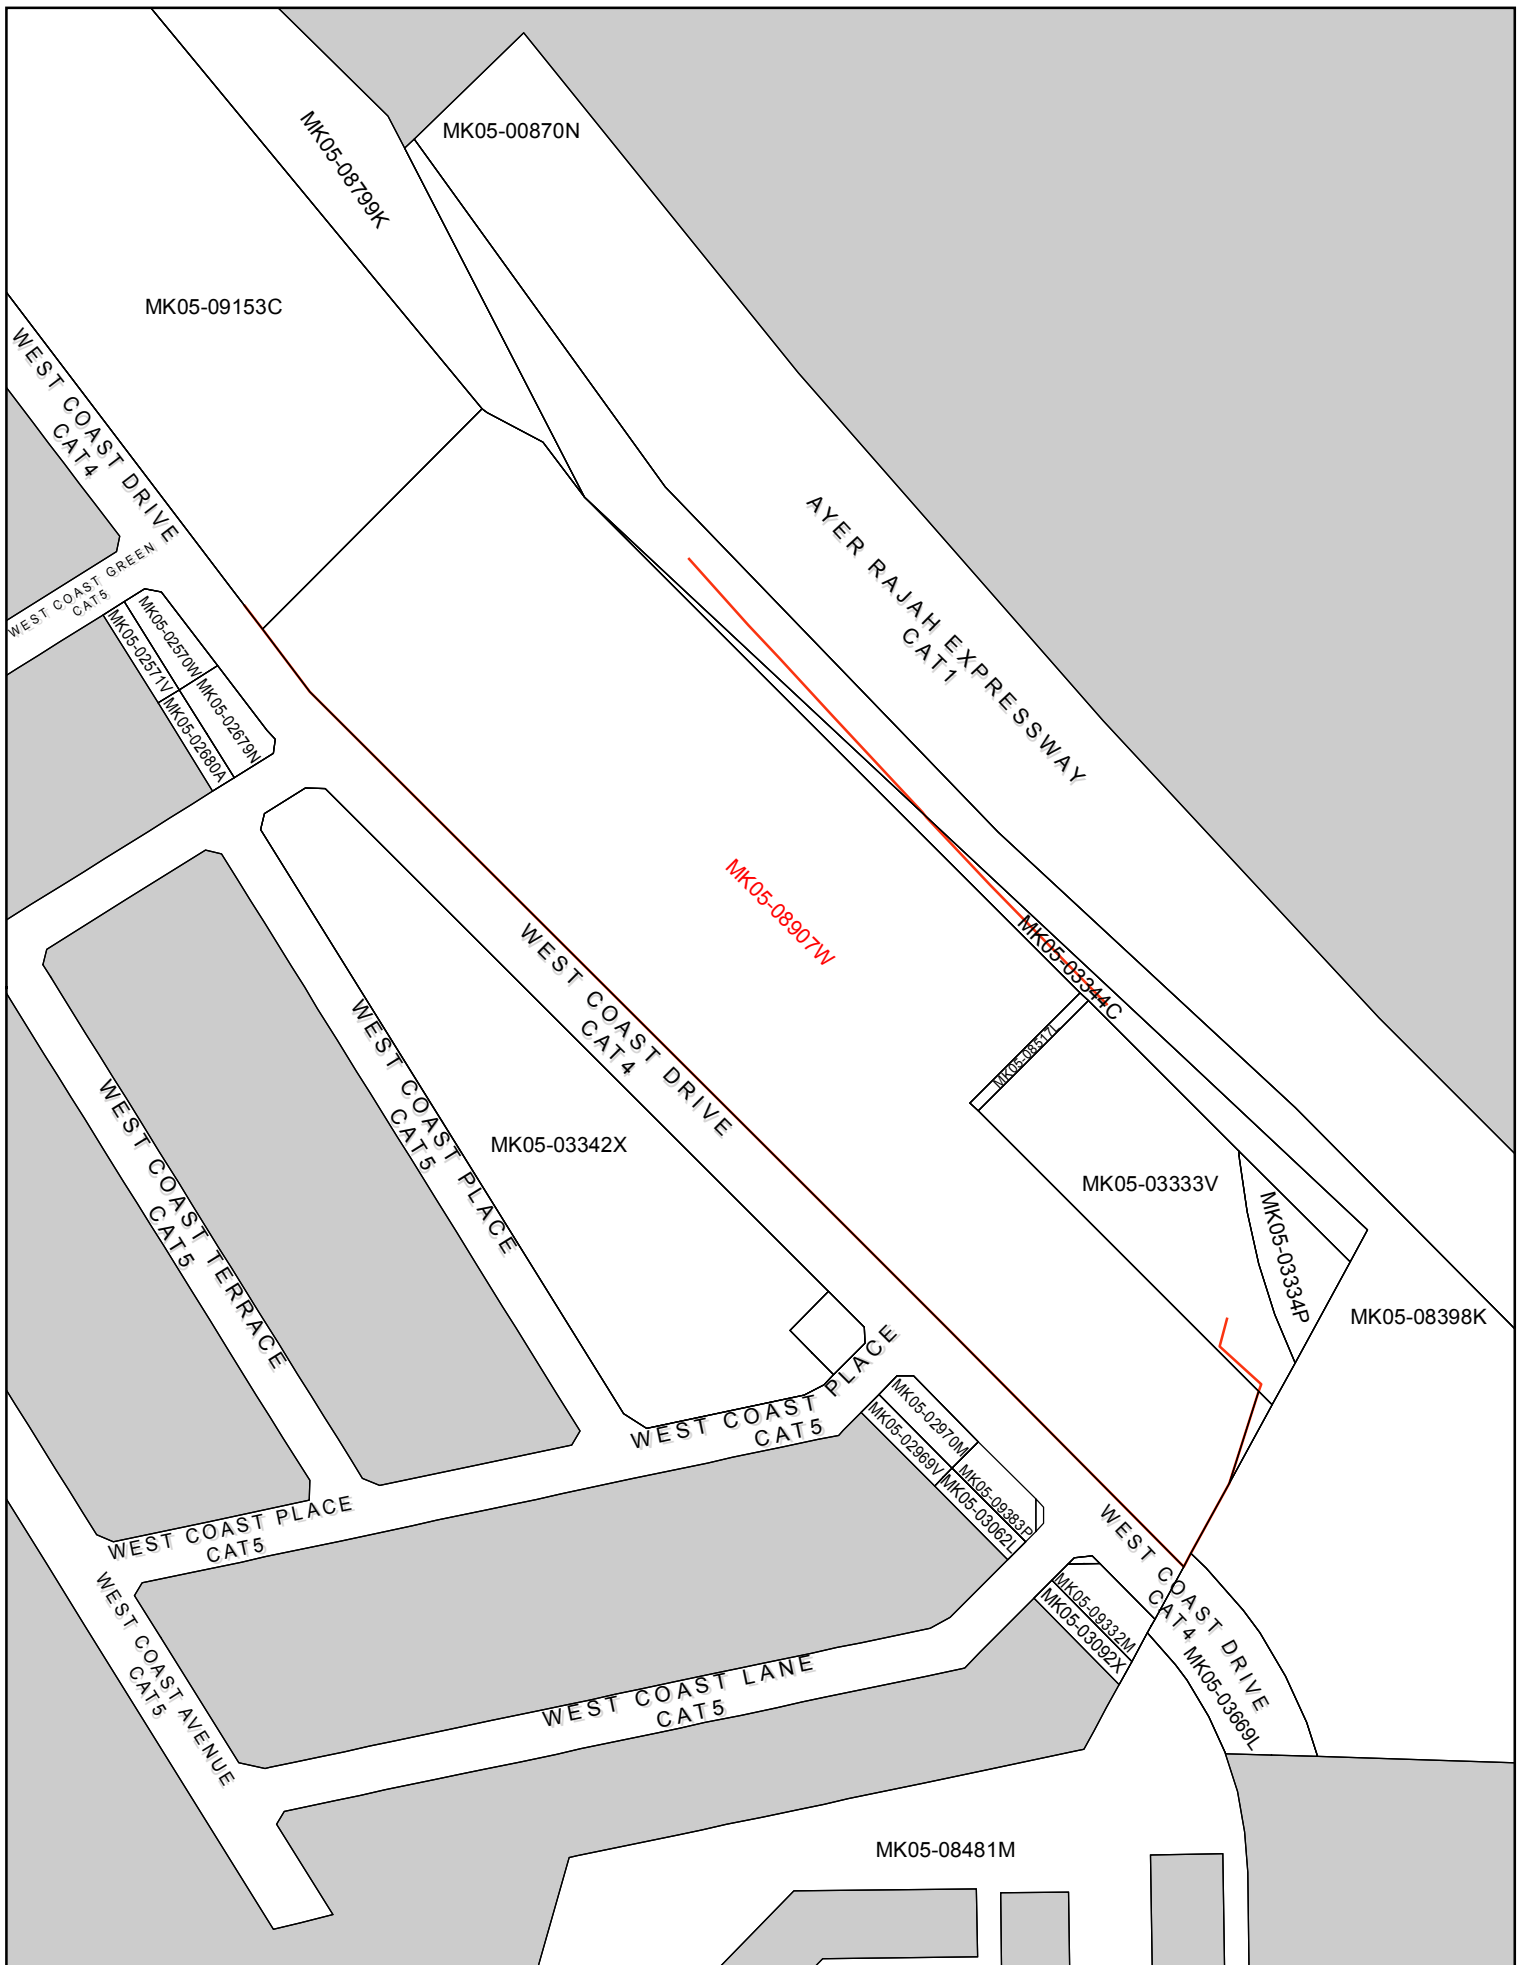 MK05-00870N
MK05-08799K
MK05-09153C
WEST COAST DRIVE
CAT4
AYER RAJAH EXPRESSWAY
CAT1
WEST COAST GREEN
CAT5
MK05-02570W
MK05-02571V
MK05-02679N
MK05-02680A
MK05-08907W
WEST COAST DRIVE
CAT4
MK05-03344C
WEST COAST PLACE
CAT5
WEST COAST TERRACE
CAT5
MK05-03342X
MK05-03333V
MK05-03334P
MK05-08398K
WEST COAST PLACE
CAT5
MK05-02970M
MK05-02969V
MK05-09383P
MK05-03062L
WEST COAST PLACE
CAT5
WEST COAST DRIVE
CAT4
MK05-09332M
MK05-03092X
MK05-03669L
WEST COAST AVENUE
CAT5
WEST COAST LANE
CAT5
MK05-08481M